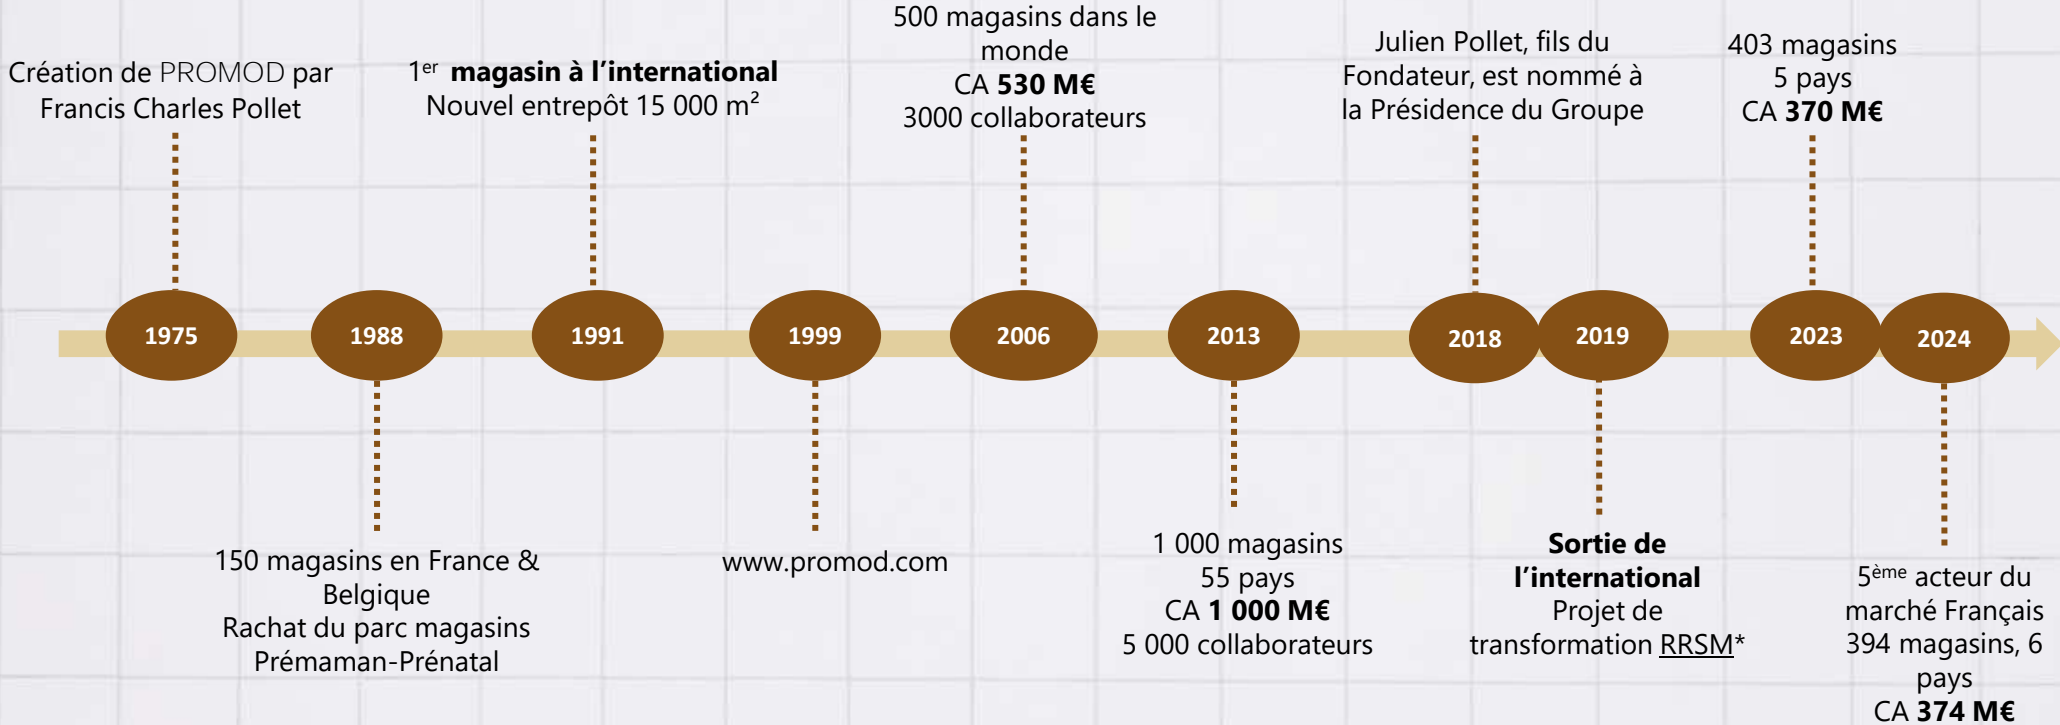 Création de PROMOD par
Francis Charles Pollet
1er magasin à l’international
Nouvel entrepôt 15 000 m²
500 magasins dans le
monde
CA 530 M€
3000 collaborateurs
Julien Pollet, fils du
Fondateur, est nommé à
la Présidence du Groupe
403 magasins
5 pays
CA 370 M€
1975
1988
1991
1999
2006
2013
2018
2019
2023
2024
150 magasins en France &
Belgique
Rachat du parc magasins
Prémaman-Prénatal
www.promod.com
1 000 magasins
55 pays
CA 1 000 M€
5 000 collaborateurs
Sortie de
l’international
Projet de
transformation RRSM*
5ème acteur du
marché Français
394 magasins, 6
pays
CA 374 M€